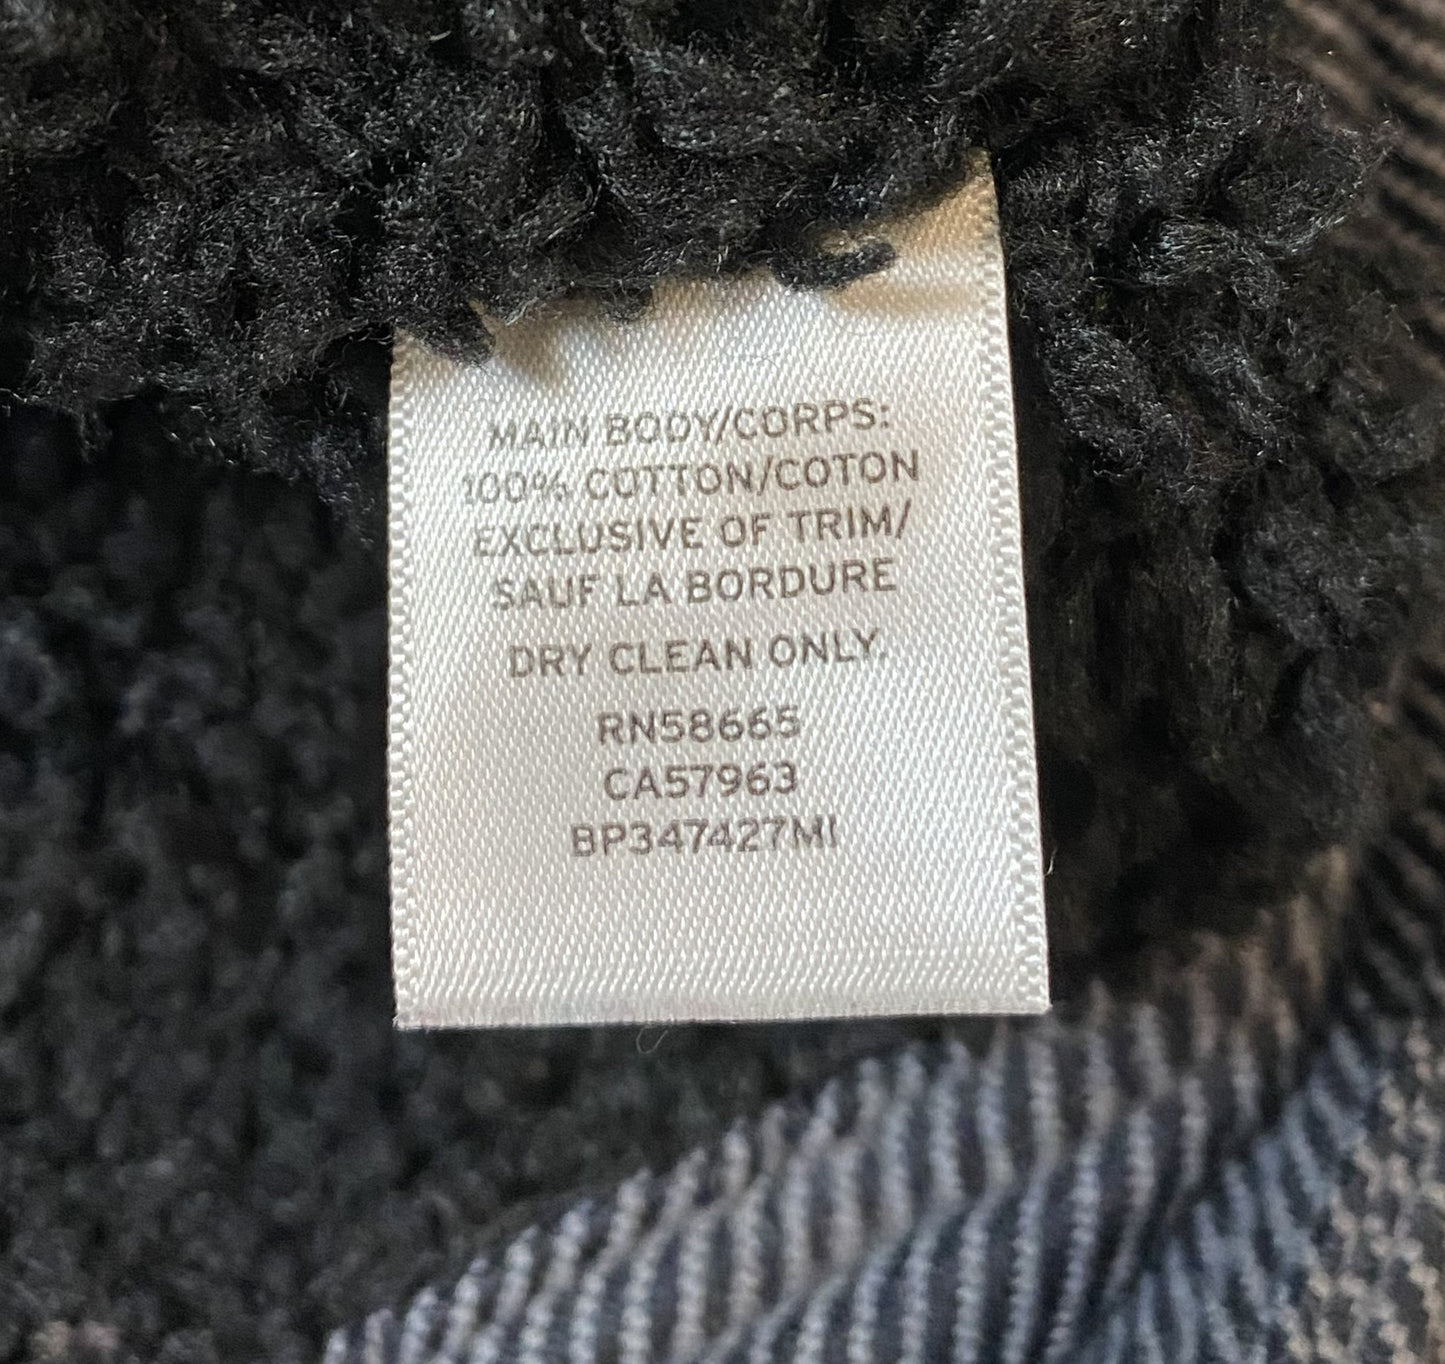 MAIN BODY/CORPS:
100% COTTON/COTON
EXCLUSIVE OF TRIM/
SAUF LA BORDURE
DRY CLEAN ONLY.
RN58665
CA57963
BP347427MI